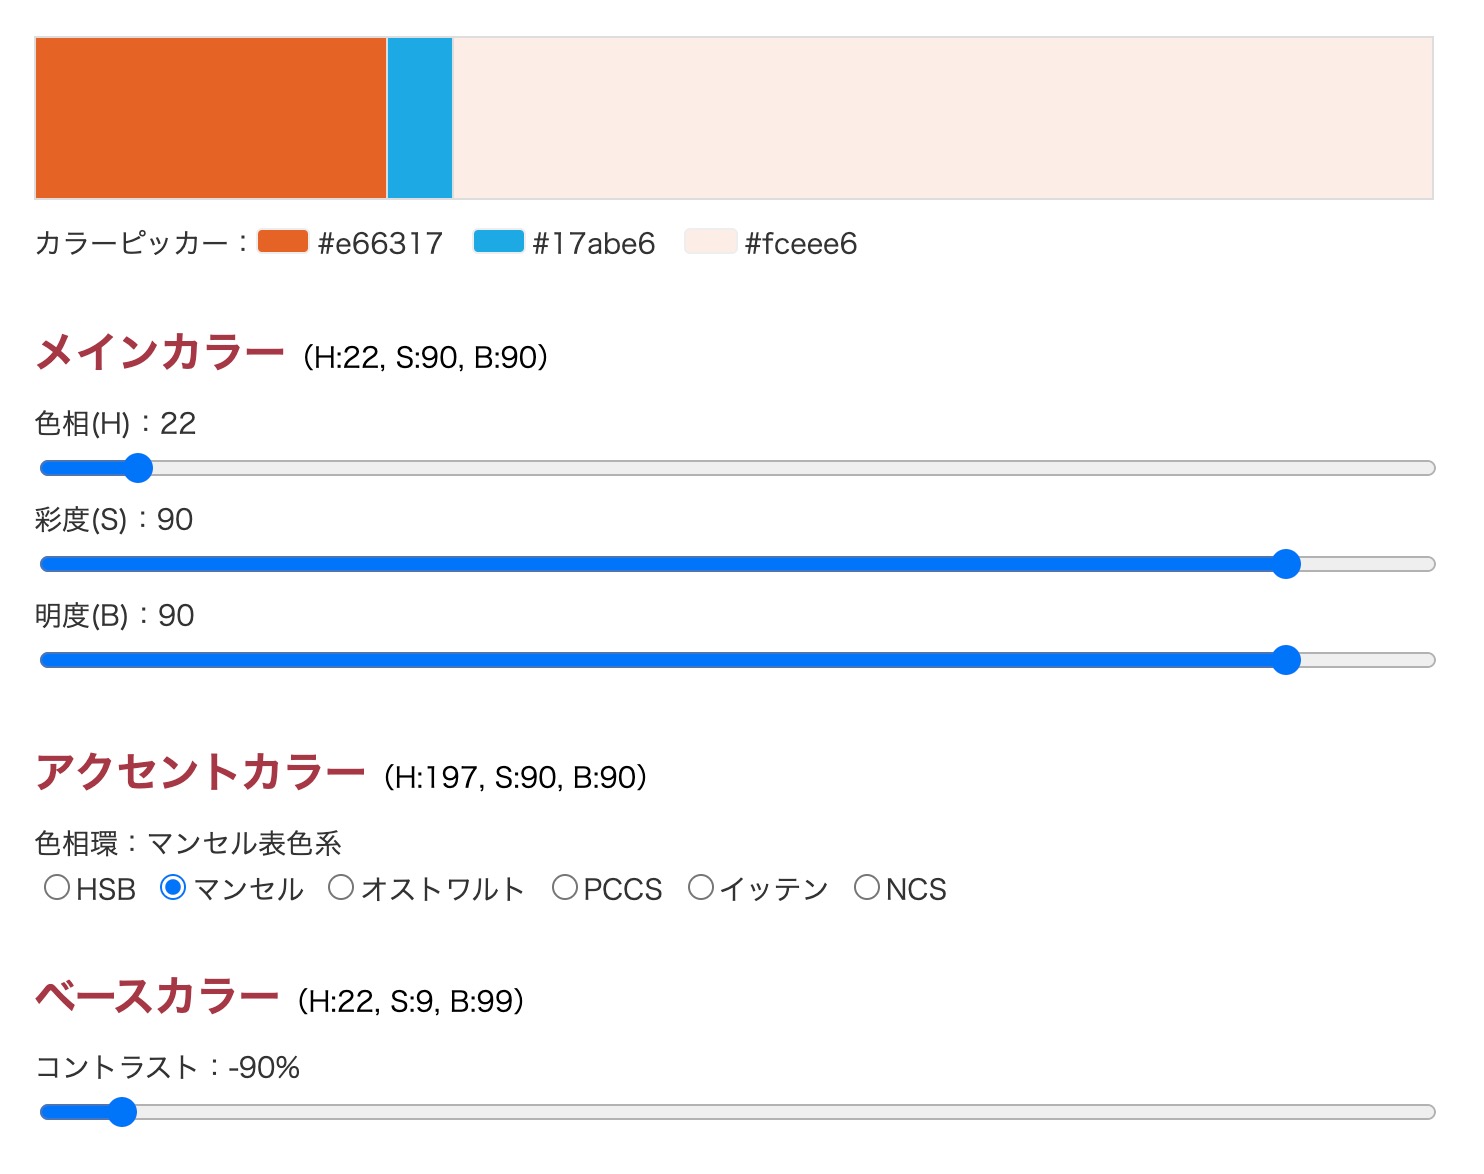 カラーピッカー： #e66317 #17abe6 #fceee6
メインカラー（H:22, S:90, B:90）
色相(H)：22
彩度(S)：90
明度(B)：90
アクセントカラー（H:197, S:90, B:90）
色相環：マンセル表色系
HSB マンセル オストワルト PCCS イッテン NCS
ベースカラー（H:22, S:9, B:99）
コントラスト：-90%